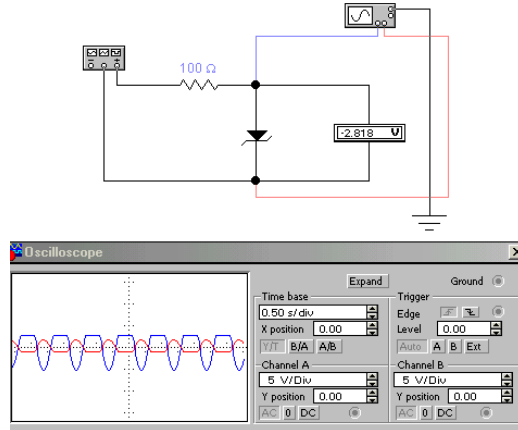 100 Ω
-2.818 V
Oscilloscope
Expand Ground
Time base
0.50 s/div
X position 0.00
Y/T B/A A/B
Trigger
Edge
Level 0.00
Auto A B Ext
Channel A
5 V/Div
Y position 0.00
AC 0 DC
Channel B
5 V/Div
Y position 0.00
AC 0 DC